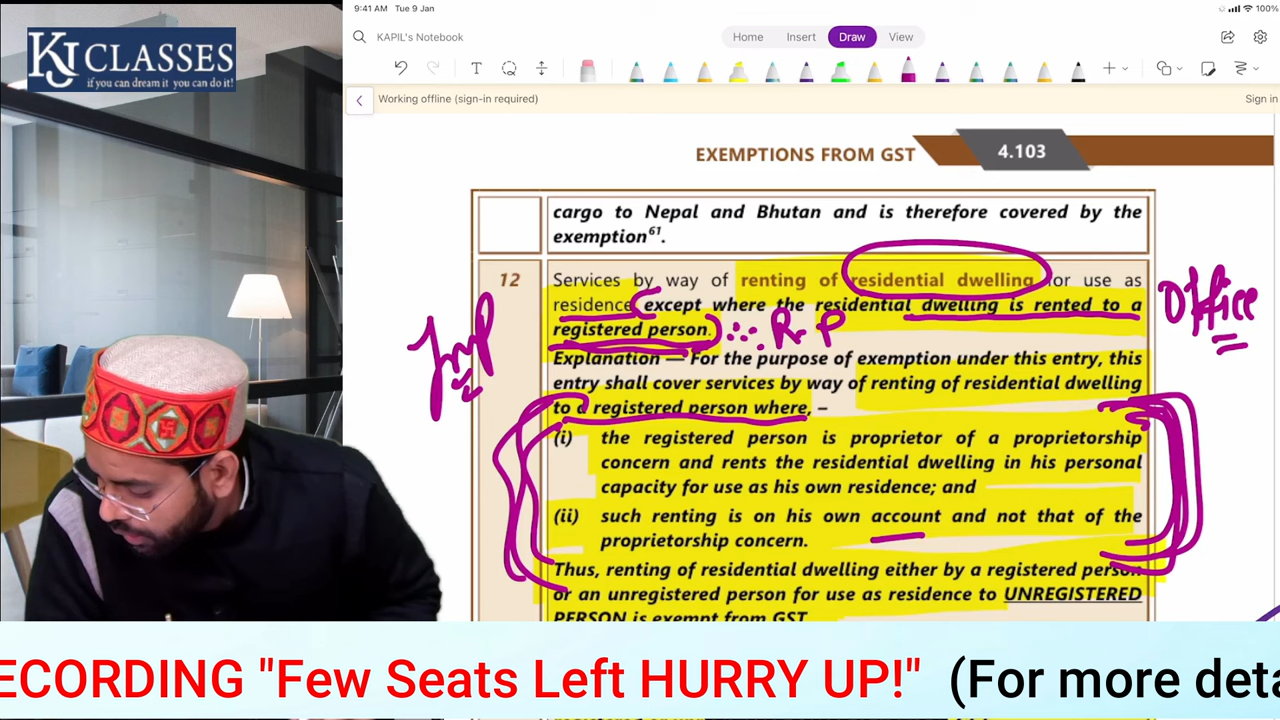 9:41 AM Tue 9 Jan
100%
KJ CLASSES
if you can dream it you can do it!
KAPIL's Notebook
Home Insert Draw View
T
Working offline (sign-in required)
Sign in
EXEMPTIONS FROM GST 4.103
cargo to Nepal and Bhutan and is therefore covered by the
exemption61.
12 Services by way of renting of residential dwelling for use as
residence except where the residential dwelling is rented to a
registered person.
∴ R.P
Office
Imp
Explanation — For the purpose of exemption under this entry, this
entry shall cover services by way of renting of residential dwelling
to a registered person where, –
(i) the registered person is proprietor of a proprietorship
concern and rents the residential dwelling in his personal
capacity for use as his own residence; and
(ii) such renting is on his own account and not that of the
proprietorship concern.
Thus, renting of residential dwelling either by a registered person
or an unregistered person for use as residence to UNREGISTERED
PERSON is exempt from GST
ECORDING "Few Seats Left HURRY UP!" (For more deta